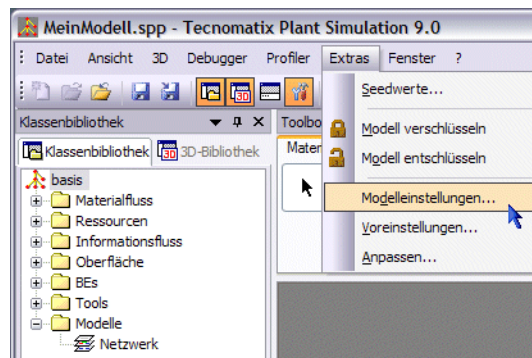 MeinModell.spp - Tecnomatix Plant Simulation 9.0
Datei Ansicht 3D Debugger Profiler Extras Fenster ?
Klassenbibliothek
Klassenbibliothek 3D-Bibliothek
basis
Materialfluss
Ressourcen
Informationsfluss
Oberfläche
BEs
Tools
Modelle
Netzwerk
Toolbo
Mater
Seedwerte...
Modell verschlüsseln
Modell entschlüsseln
Modelleinstellungen...
Voreinstellungen...
Anpassen...